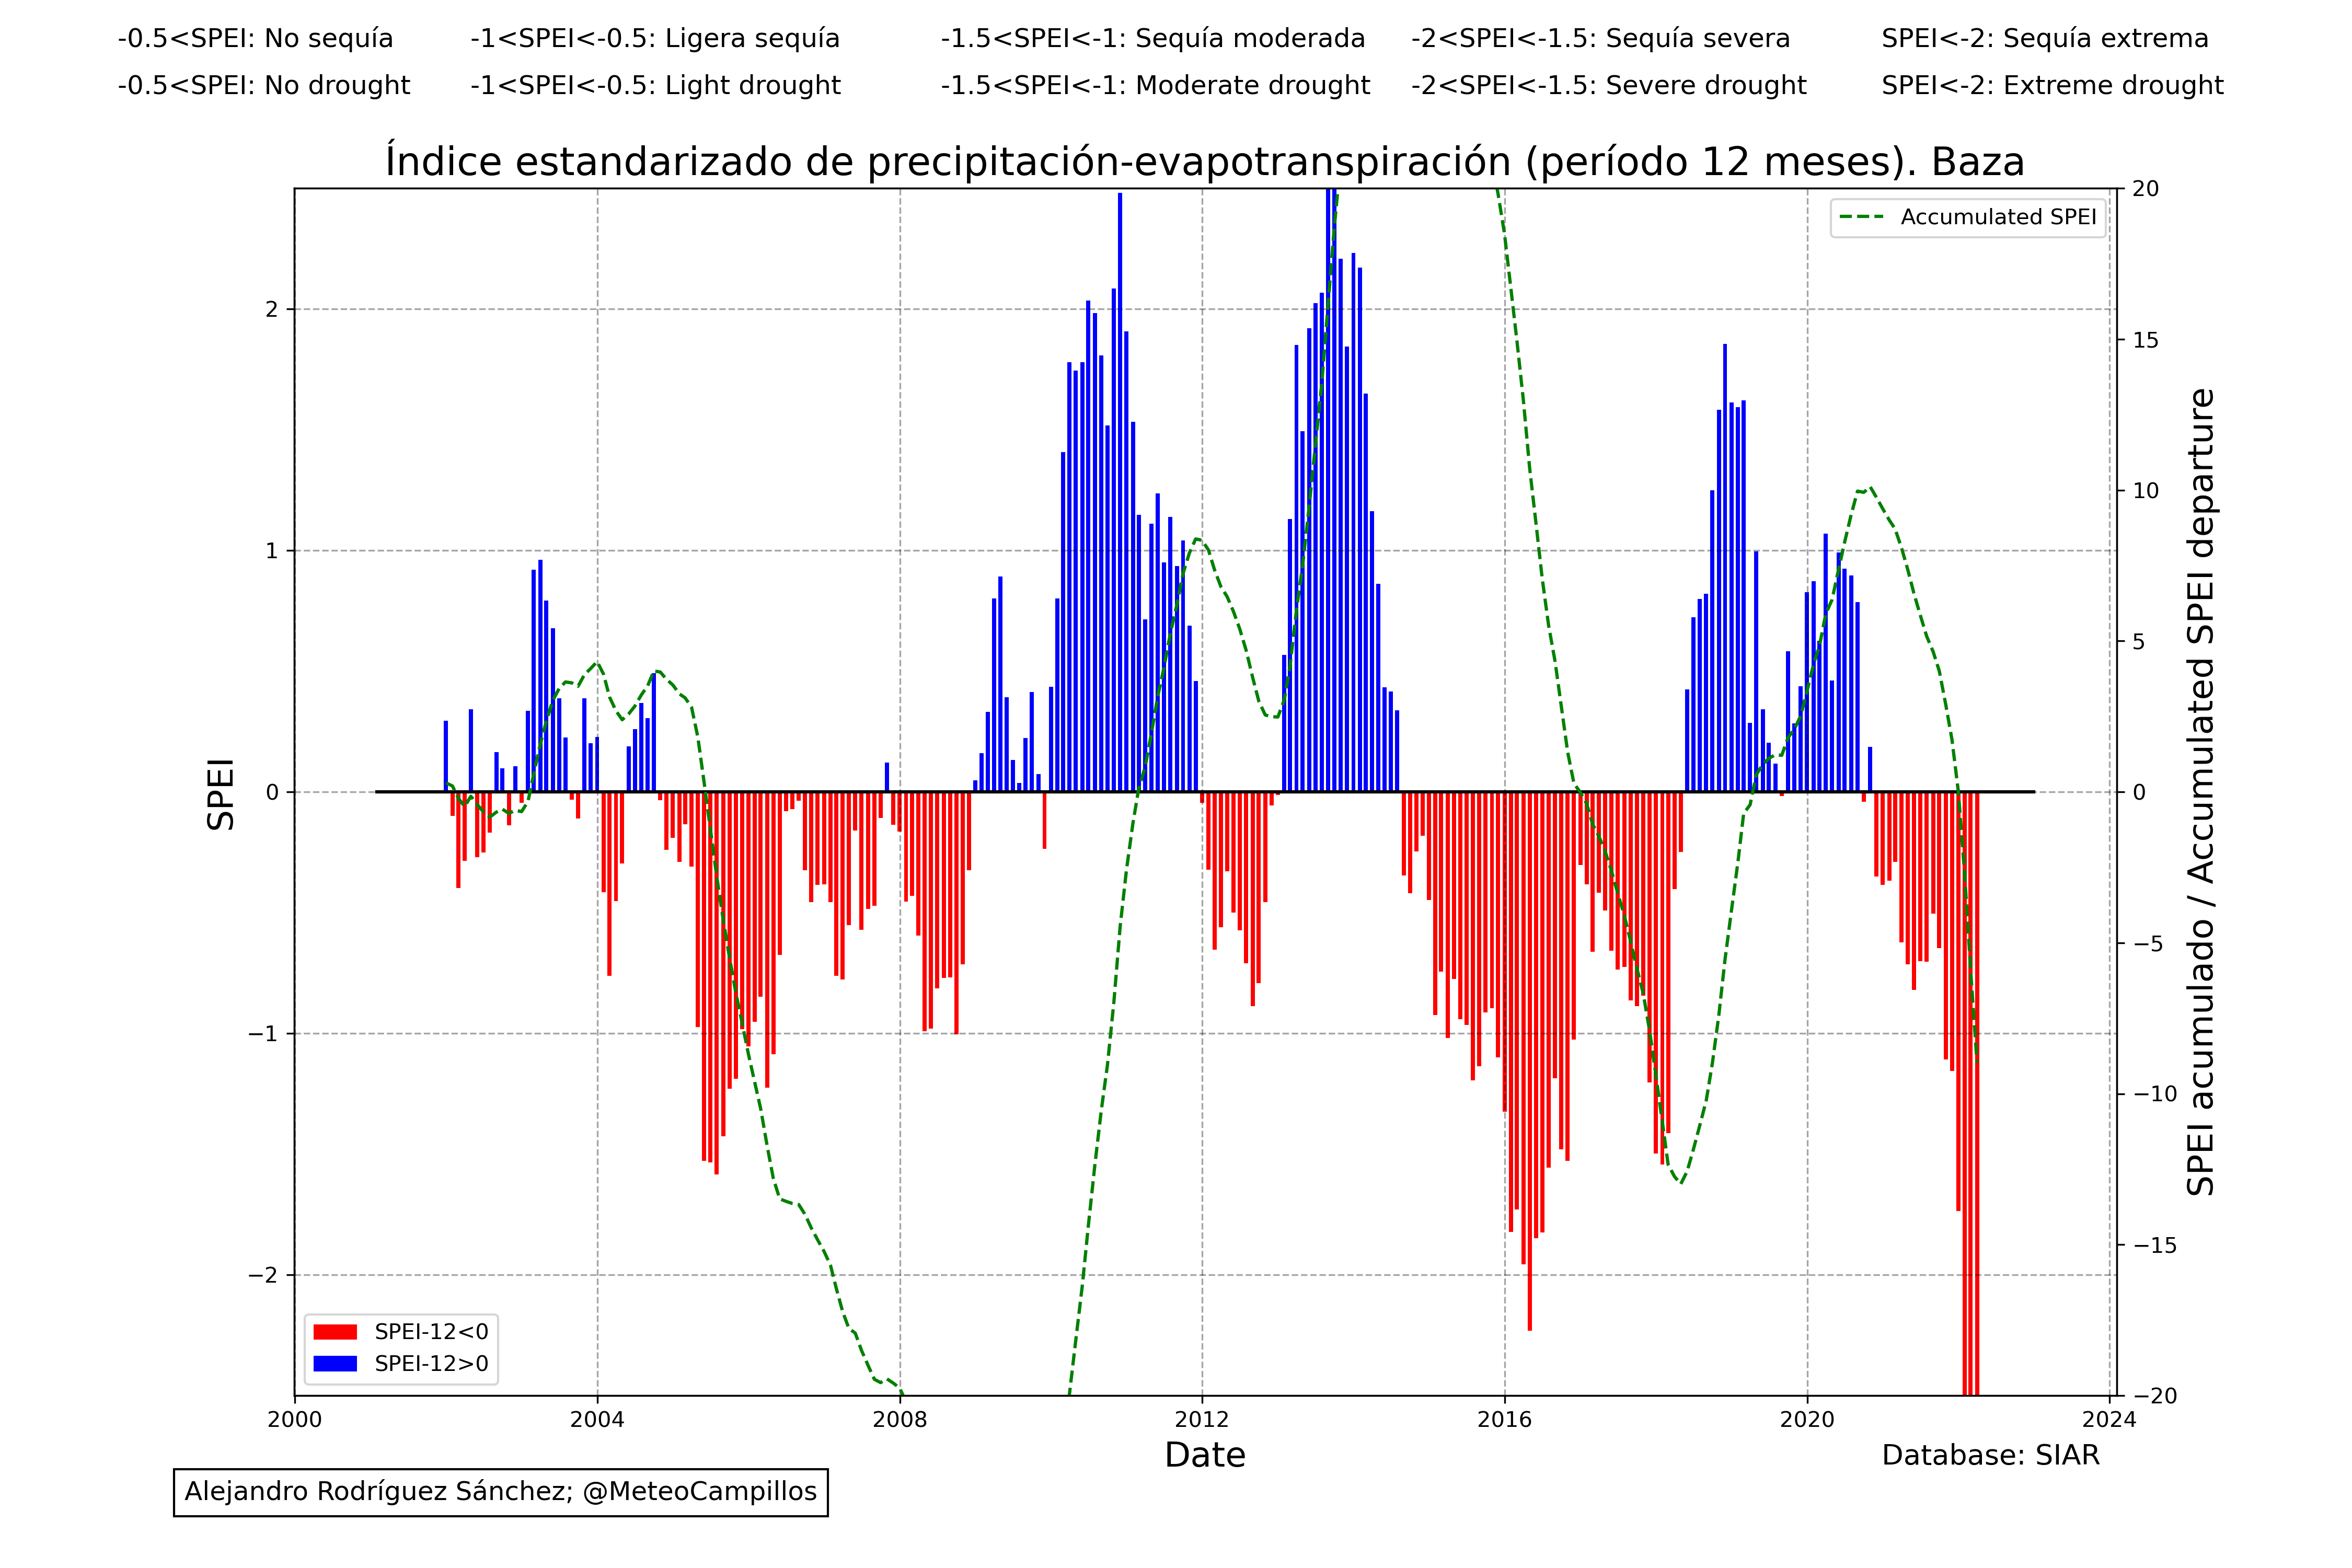 -0.5<SPEI: No sequía -1<SPEI<-0.5: Ligera sequía -1.5<SPEI<-1: Sequía moderada -2<SPEI<-1.5: Sequía severa SPEI<-2: Sequía extrema
-0.5<SPEI: No drought -1<SPEI<-0.5: Light drought -1.5<SPEI<-1: Moderate drought -2<SPEI<-1.5: Severe drought SPEI<-2: Extreme drought
Índice estandarizado de precipitación-evapotranspiración (período 12 meses). Baza
Accumulated SPEI
SPEI
2
1
0
−1
−2
20
15
10
5
0
−5
−10
−15
−20
SPEI acumulado / Accumulated SPEI departure
SPEI-12<0
SPEI-12>0
2000 2004 2008 2012 2016 2020 2024
Date
Database: SIAR
Alejandro Rodríguez Sánchez; @MeteoCampillos